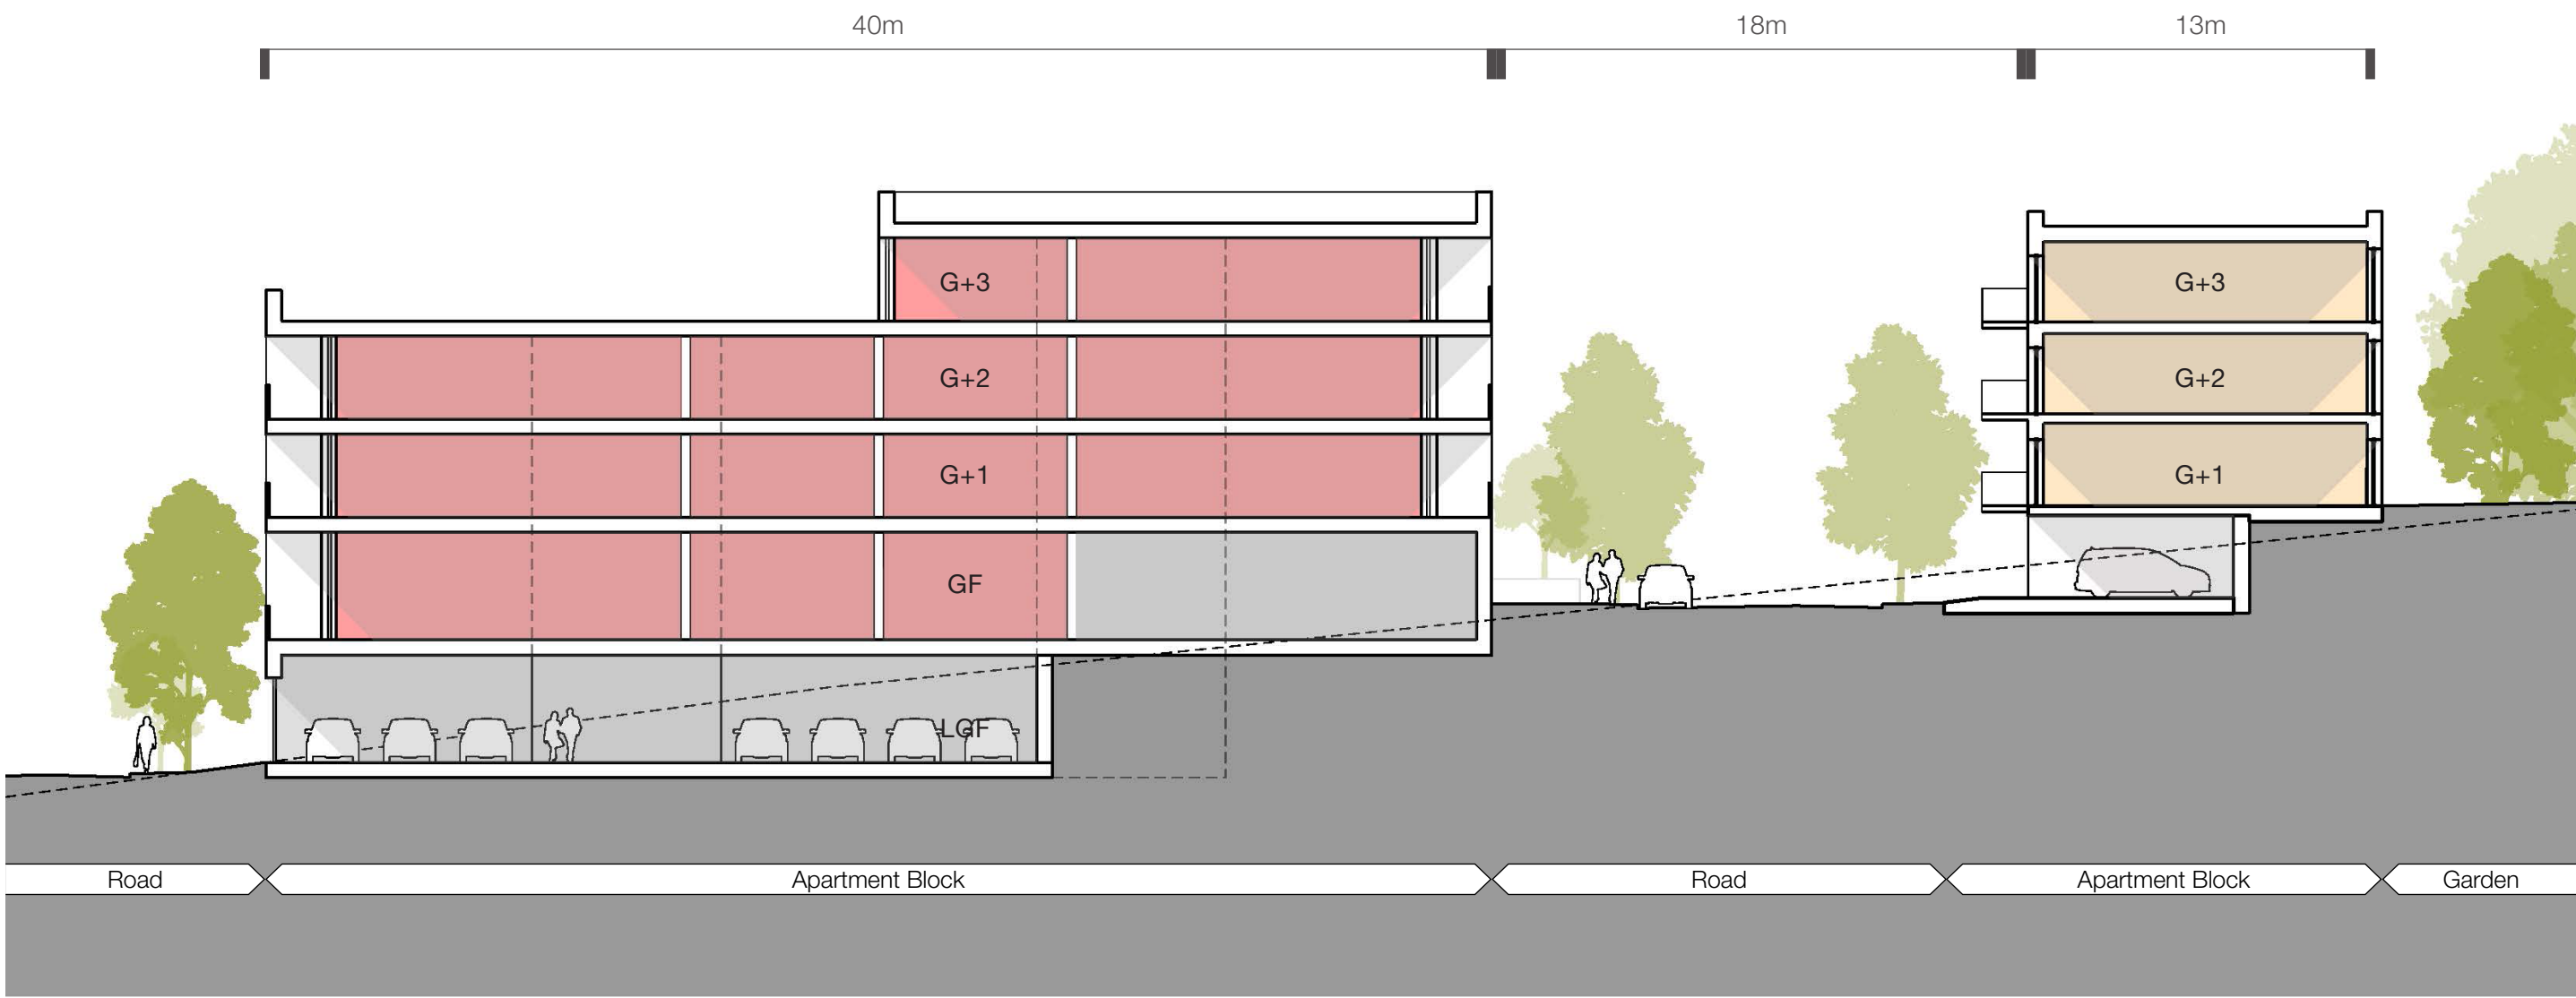 40m
18m
13m
G+3
G+3
G+2
G+2
G+1
G+1
GF
LGF
Road
Apartment Block
Road
Apartment Block
Garden